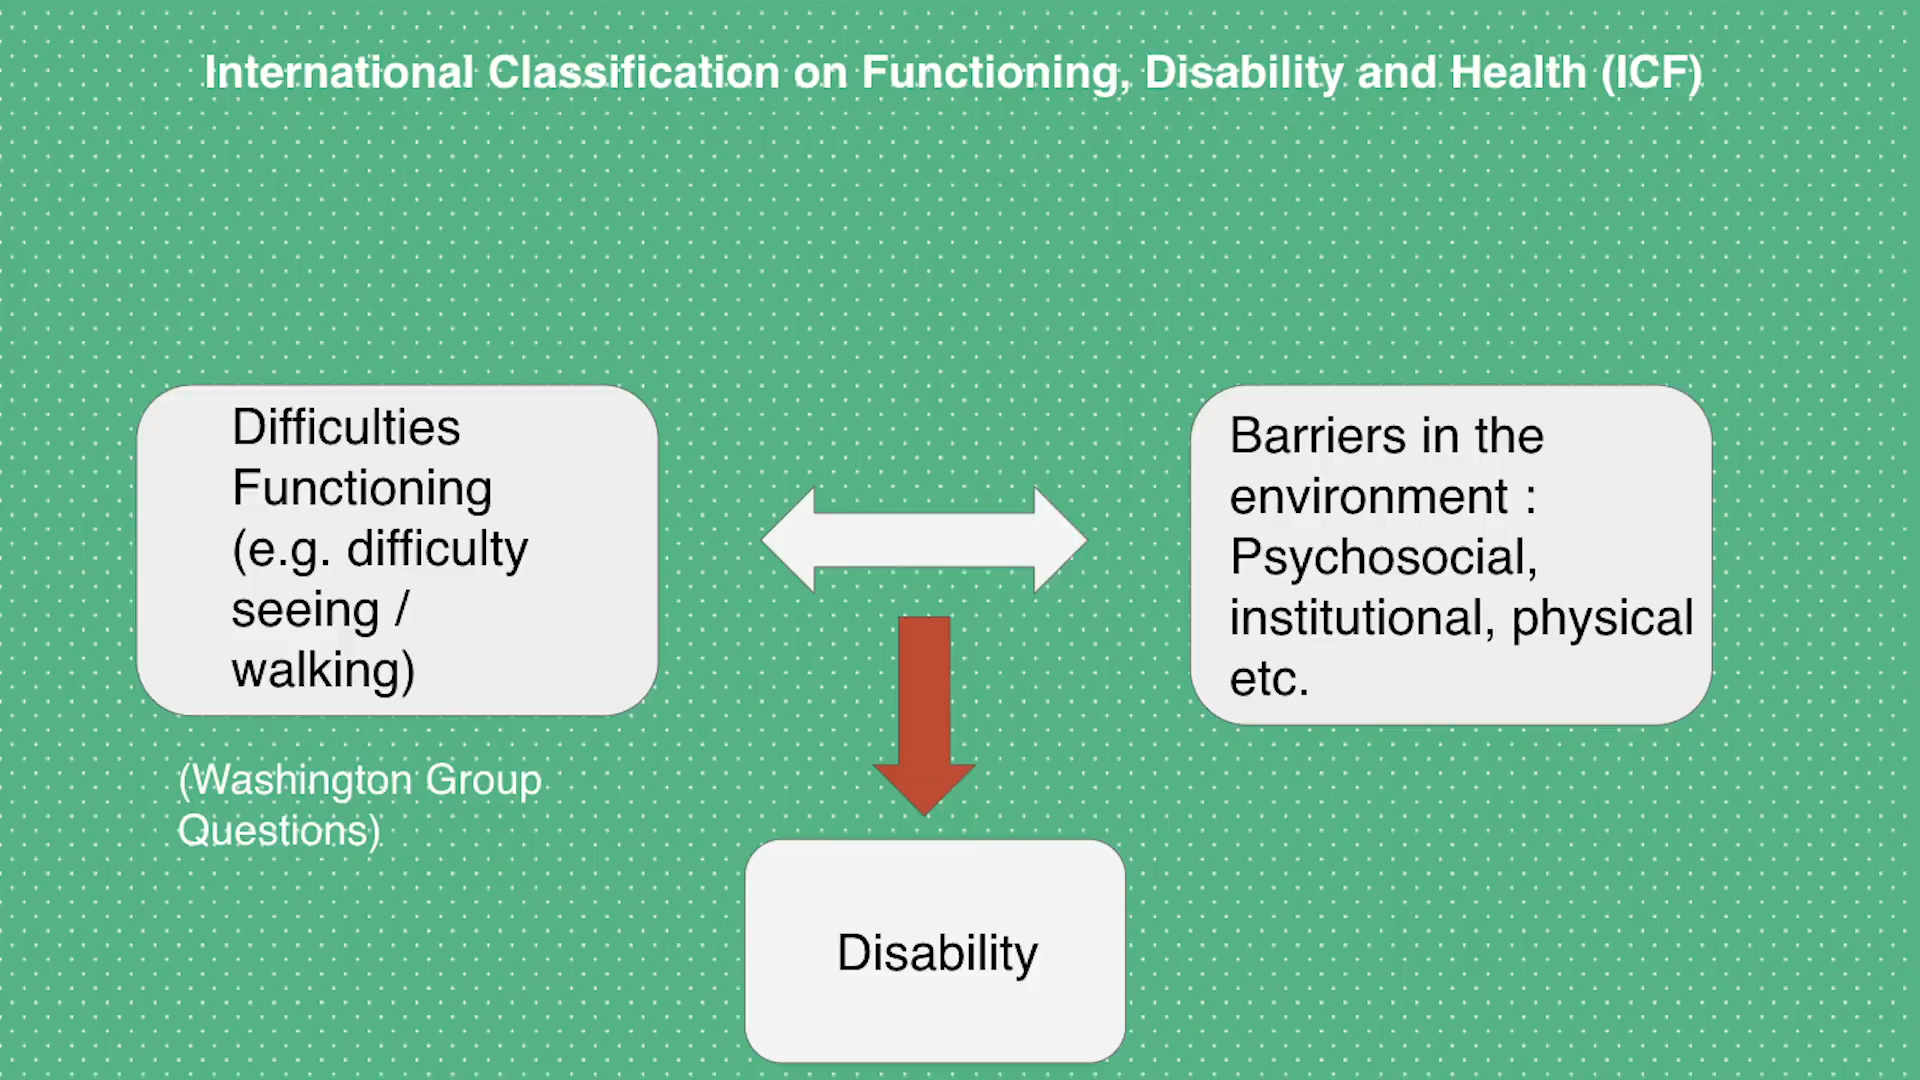 International Classification on Functioning, Disability and Health (ICF)
Difficulties
Functioning
(e.g. difficulty
seeing /
walking)
Barriers in the
environment :
Psychosocial,
institutional, physical
etc.
(Washington Group
Questions)
Disability